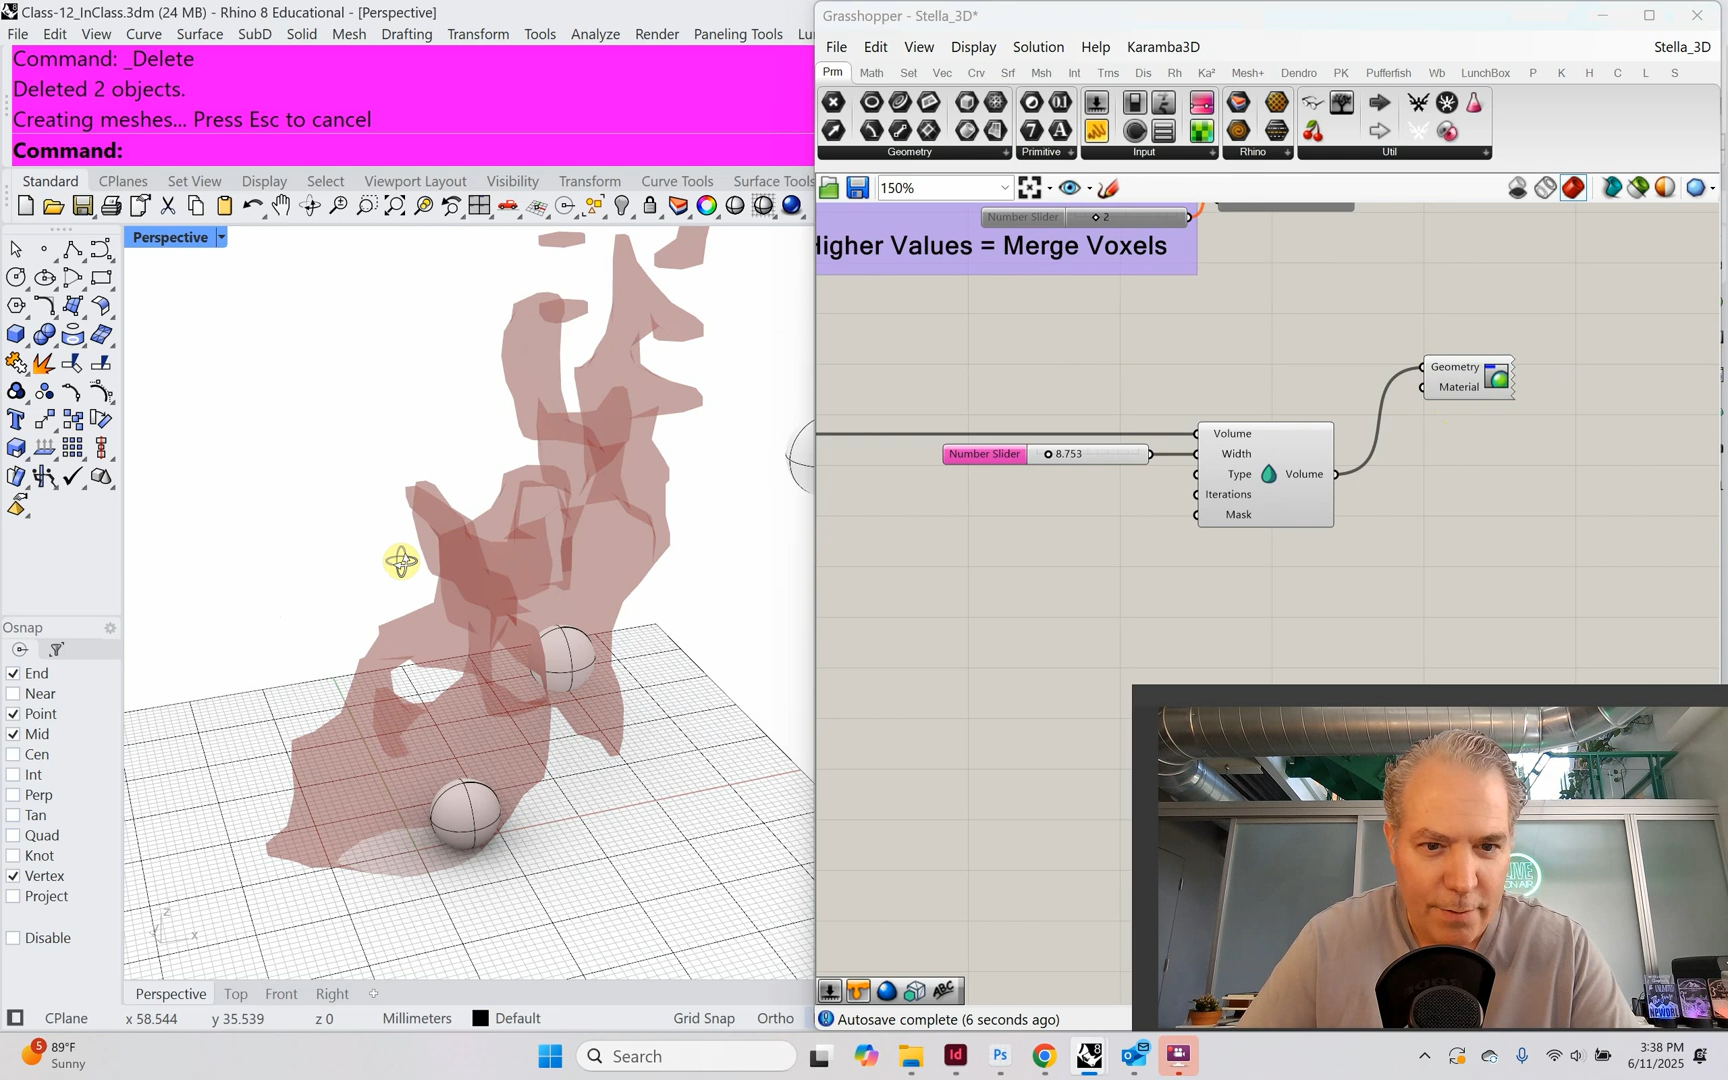 Class-12_InClass.3dm (24 MB) - Rhino 8 Educational - [Perspective]
File Edit View Curve Surface SubD Solid Mesh Drafting Transform Tools Analyze Render Paneling Tools Lu
Command: _Delete
Deleted 2 objects.
Creating meshes... Press Esc to cancel
Command:
Standard CPlanes Set View Display Select Viewport Layout Visibility Transform Curve Tools Surface Tools
Perspective
Osnap
End
Near
Point
Mid
Cen
Int
Perp
Tan
Quad
Knot
Vertex
Project
Disable
z
x
Perspective Top Front Right
CPlane x 58.544 y 35.539 z 0 Millimeters Default Grid Snap Ortho
Grasshopper - Stella_3D*
File Edit View Display Solution Help Karamba3D Stella_3D
Prm Math Set Vec Crv Srf Msh Int Trns Dis Rh Ka² Mesh+ Dendro PK Pufferfish Wb LunchBox P K H C L S
Geometry Primitive Input Rhino Util
150%
Number Slider 2
Higher Values = Merge Voxels
Geometry
Material
Number Slider 8.753
Volume
Width
Type
Iterations
Mask
Volume
Autosave complete (6 seconds ago)
LIVE
ON AIR
5
89°F
Sunny
Search
3:38 PM
6/11/2025